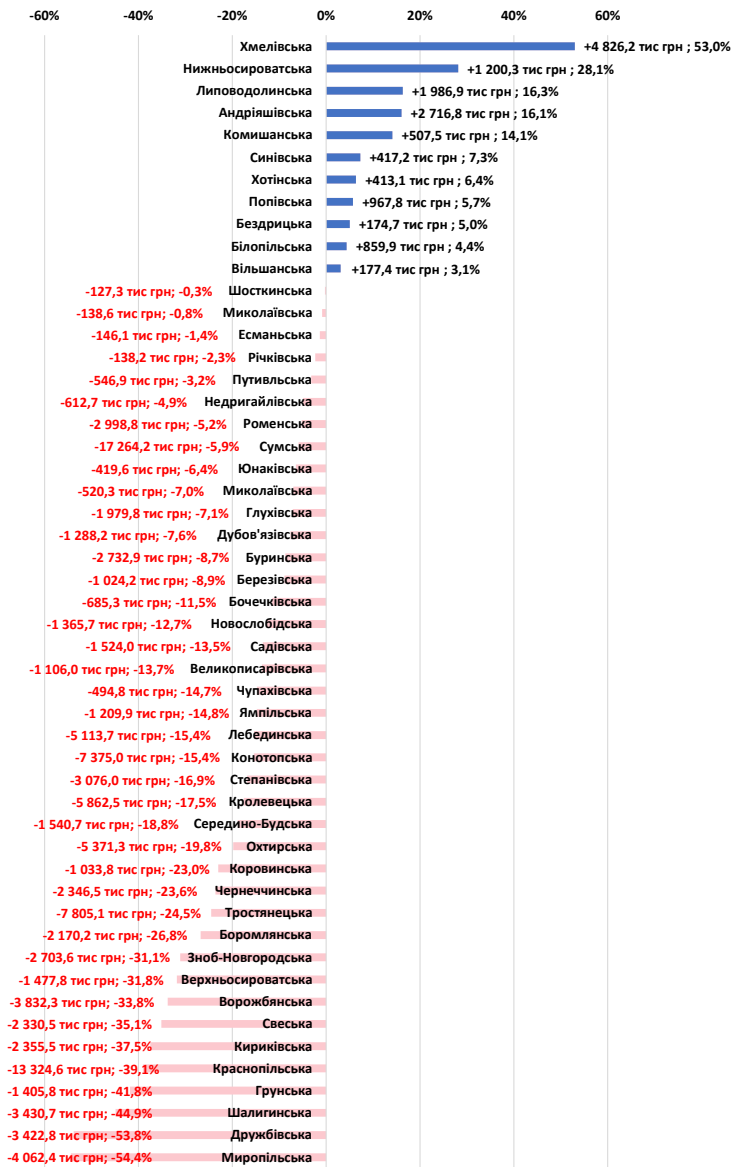 -60% -40% -20% 0% 20% 40% 60%
Хмелівська +4 826,2 тис грн ; 53,0%
Нижньосироватська +1 200,3 тис грн ; 28,1%
Липоводолинська +1 986,9 тис грн ; 16,3%
Андріяшівська +2 716,8 тис грн ; 16,1%
Комишанська +507,5 тис грн ; 14,1%
Синівська +417,2 тис грн ; 7,3%
Хотінська +413,1 тис грн ; 6,4%
Попівська +967,8 тис грн ; 5,7%
Бездрицька +174,7 тис грн ; 5,0%
Білопільська +859,9 тис грн ; 4,4%
Вільшанська +177,4 тис грн ; 3,1%
-127,3 тис грн; -0,3% Шосткинська
-138,6 тис грн; -0,8% Миколаївська
-146,1 тис грн; -1,4% Есманьська
-138,2 тис грн; -2,3% Річківська
-546,9 тис грн; -3,2% Путивльська
-612,7 тис грн; -4,9% Недригайлівська
-2 998,8 тис грн; -5,2% Роменська
-17 264,2 тис грн; -5,9% Сумська
-419,6 тис грн; -6,4% Юнаківська
-520,3 тис грн; -7,0% Миколаївська
-1 979,8 тис грн; -7,1% Глухівська
-1 288,2 тис грн; -7,6% Дубов'язівська
-2 732,9 тис грн; -8,7% Буринська
-1 024,2 тис грн; -8,9% Березівська
-685,3 тис грн; -11,5% Бочечківська
-1 365,7 тис грн; -12,7% Новослобідська
-1 524,0 тис грн; -13,5% Садівська
-1 106,0 тис грн; -13,7% Великописарівська
-494,8 тис грн; -14,7% Чупахівська
-1 209,9 тис грн; -14,8% Ямпільська
-5 113,7 тис грн; -15,4% Лебединська
-7 375,0 тис грн; -15,4% Конотопська
-3 076,0 тис грн; -16,9% Степанівська
-5 862,5 тис грн; -17,5% Кролевецька
-1 540,7 тис грн; -18,8% Середино-Будська
-5 371,3 тис грн; -19,8% Охтирська
-1 033,8 тис грн; -23,0% Коровинська
-2 346,5 тис грн; -23,6% Чернеччинська
-7 805,1 тис грн; -24,5% Тростянецька
-2 170,2 тис грн; -26,8% Боромлянська
-2 703,6 тис грн; -31,1% Зноб-Новгородська
-1 477,8 тис грн; -31,8% Верхньосироватська
-3 832,3 тис грн; -33,8% Ворожбянська
-2 330,5 тис грн; -35,1% Свеська
-2 355,5 тис грн; -37,5% Кириківська
-13 324,6 тис грн; -39,1% Краснопільська
-1 405,8 тис грн; -41,8% Грунська
-3 430,7 тис грн; -44,9% Шалигинська
-3 422,8 тис грн; -53,8% Дружбівська
-4 062,4 тис грн; -54,4% Миропільська